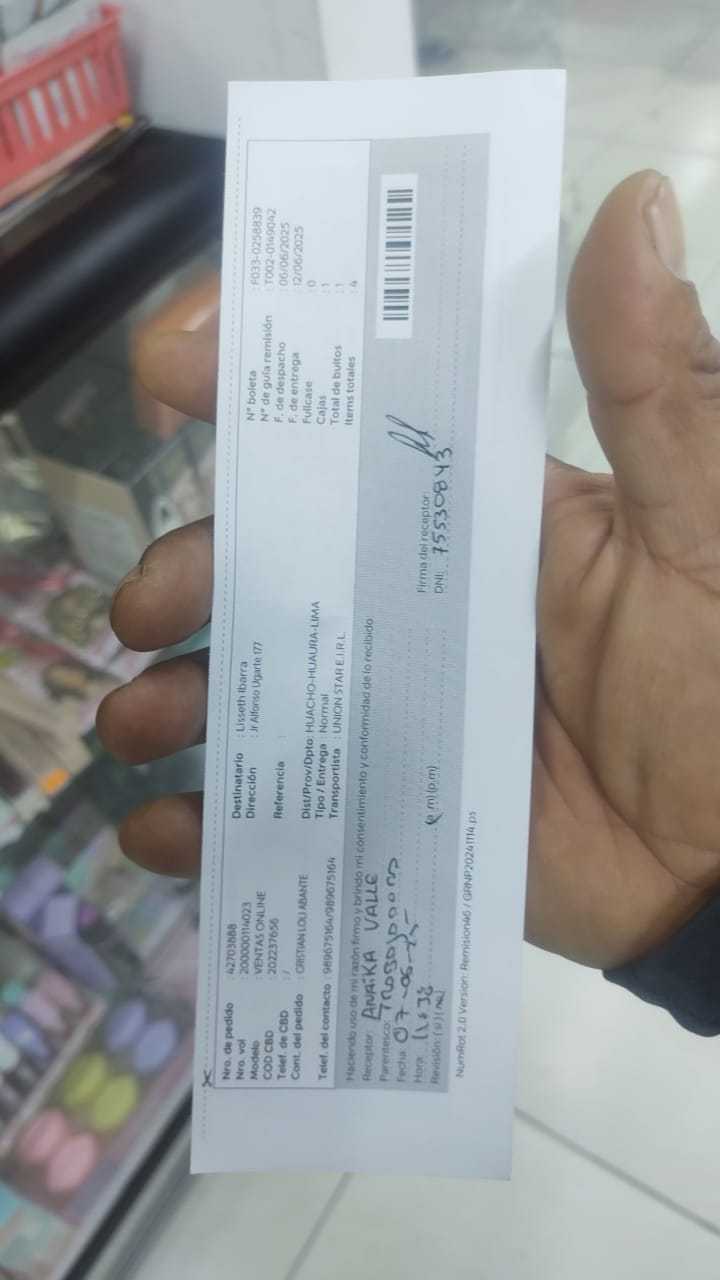 Nro. de pedido : 42703888
Nro. vol : 200000114023
Modelo : VENTAS ONLINE
COD CBD : 202237656
Telef. de CBD : /
Cont. del pedido : CRISTIAN LOLI ABANTE
Telef. del contacto : 989675164/989675164
Destinatario : Lisseth Ibarra
Dirección : Jr Alfonso Ugarte 177
Referencia :
Dist/Prov/Dpto: HUACHO-HUAURA-LIMA
Tipo / Entrega : Normal
Transportista : UNION STAR E.I.R.L.
N° boleta : F033-0258839
N° de guía remisión : T002-0149042
F. de despacho : 06/06/2025
F. de entrega : 12/06/2025
Fullcase : 0
Cajas : 1
Total de bultos : 1
Items totales : 4
Haciendo uso de mi razón firmo y brindo mi consentimiento y conformidad de lo recibido
Receptor: ANAIKA VALLE
Parentesco:
Fecha: 07-06-25
Hora: 11:38 (a.m)(p.m)
Revisión: (si)(no)
Firma del receptor:
DNI: 75530843
NumRot 2.0 Version: Remision46 / GRNP20241114.ps